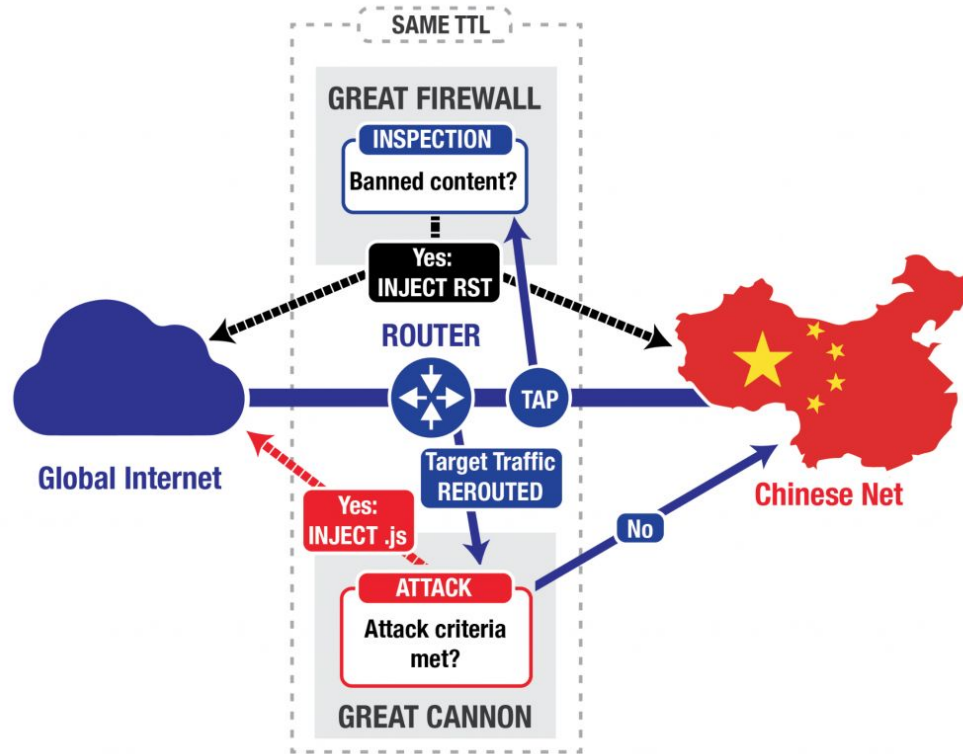 SAME TTL
GREAT FIREWALL
INSPECTION
Banned content?
Yes:
INJECT RST
ROUTER
TAP
Global Internet
Target Traffic
REROUTED
Chinese Net
Yes:
INJECT .js
No
ATTACK
Attack criteria
met?
GREAT CANNON